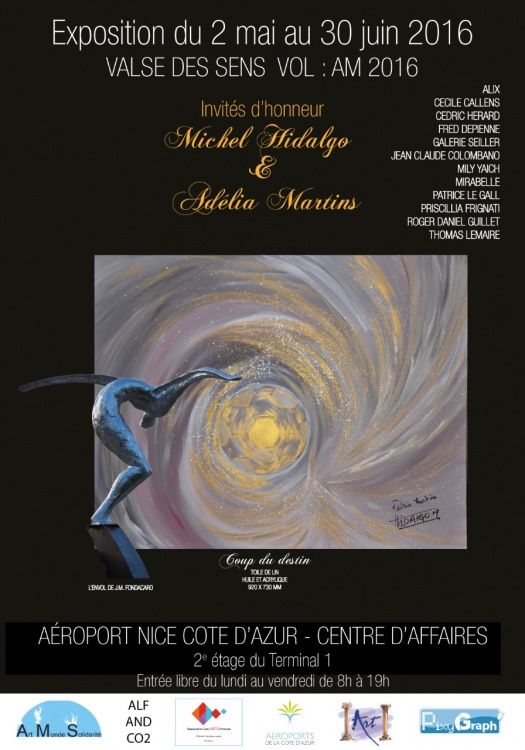 Exposition du 2 mai au 30 juin 2016
VALSE DES SENS VOL : AM 2016
Invités d'honneur
Michel Hidalgo
&
Adélia Martins
ALIX
CECILE CALLENS
CEDRIC HERARD
FRED DEPIENNE
GALERIE SEILLER
JEAN CLAUDE COLOMBANO
MILY YAICH
MIRABELLE
PATRICE LE GALL
PRISCILLIA FRIGNATI
ROGER DANIEL GUILLET
THOMAS LEMAIRE
HIDALGO M
Coup du destin
TOILE DE LIN
HUILE ET ACRYLIQUE
920 X 730 MM
L'ENVOL DE J.M. FONDACARO
AÉROPORT NICE COTE D'AZUR - CENTRE D'AFFAIRES
2e étage du Terminal 1
Entrée libre du lundi au vendredi de 8h à 19h
Art Monde Solidarité
ALF
AND
CO2
AEROPORTS
DE LA COTE D'AZUR
Art
Pixy Graph